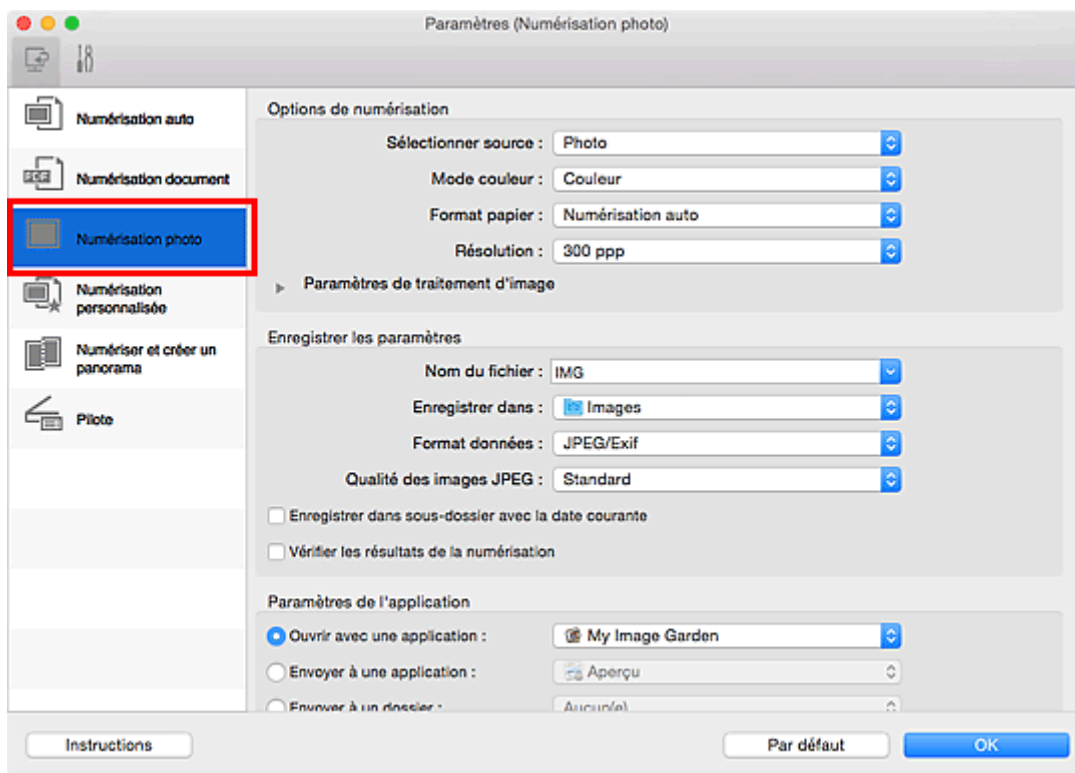 Paramètres (Numérisation photo)
Numérisation auto
Numérisation document
Numérisation photo
Numérisation
personnalisée
Numériser et créer un
panorama
Pilote
Options de numérisation
Sélectionner source : Photo
Mode couleur : Couleur
Format papier : Numérisation auto
Résolution : 300 ppp
Paramètres de traitement d'image
Enregistrer les paramètres
Nom du fichier : IMG
Enregistrer dans : Images
Format données : JPEG/Exif
Qualité des images JPEG : Standard
Enregistrer dans sous-dossier avec la date courante
Vérifier les résultats de la numérisation
Paramètres de l'application
Ouvrir avec une application : My Image Garden
Envoyer à une application : Aperçu
Envoyer à un dossier : Aucun(e)
Instructions
Par défaut
OK